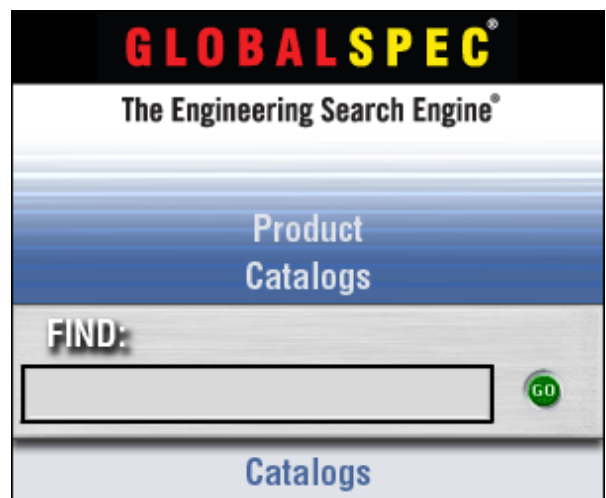 GLOBALSPEC®
The Engineering Search Engine®
Product
Catalogs
FIND:
GO
Catalogs